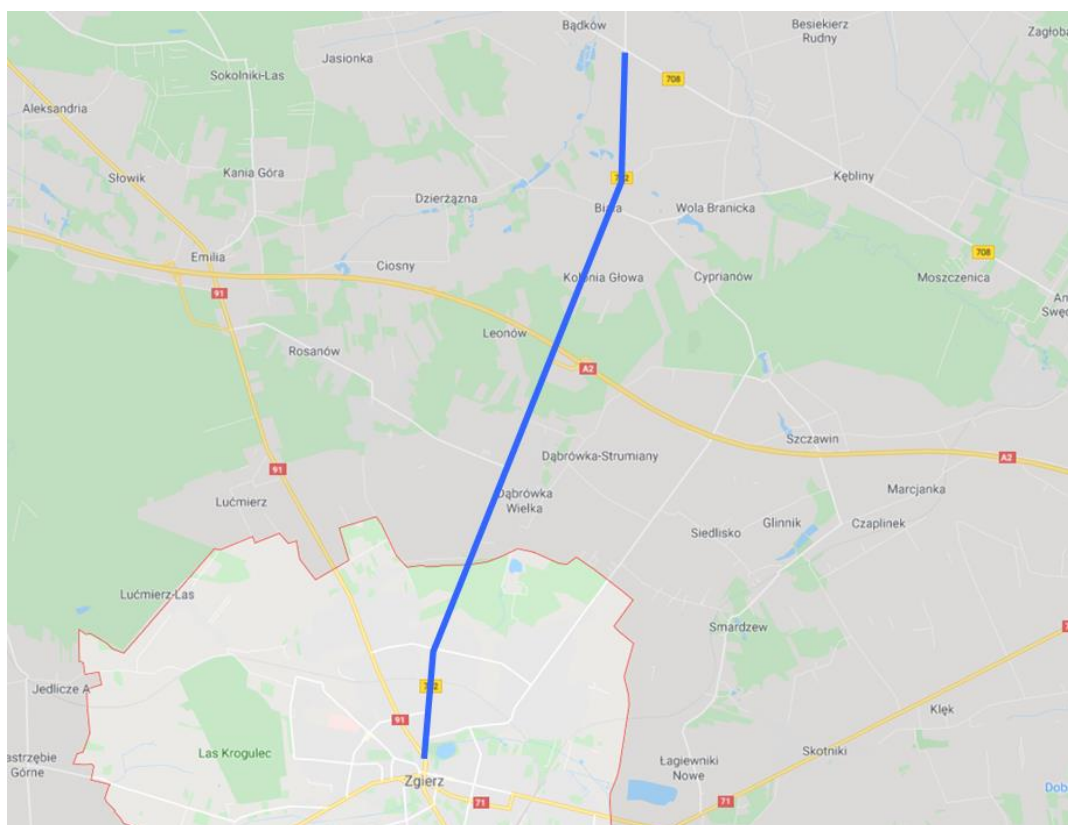 Bądków
Besiekierz
Rudny
Zagłoba
Jasionka
Sokolniki-Las
708
Aleksandria
Kania Góra
Słowik
Kębliny
Dzierżązna
Biała
Wola Branicka
Emilia
Ciosny
Kolonia Głowa
Cyprianów
708
Moszczenica
91
Leonów
Rosanów
A2
Szczawin
Dąbrówka-Strumiany
A2
91
Marcjanka
Lućmierz
Dąbrówka
Wielka
Siedlisko
Glinnik
Czaplinek
Lućmierz-Las
Smardzew
Jedlicze A
91
Klęk
Las Krogulec
Skotniki
Górne
Zgierz
Łagiewniki
Nowe
71
71